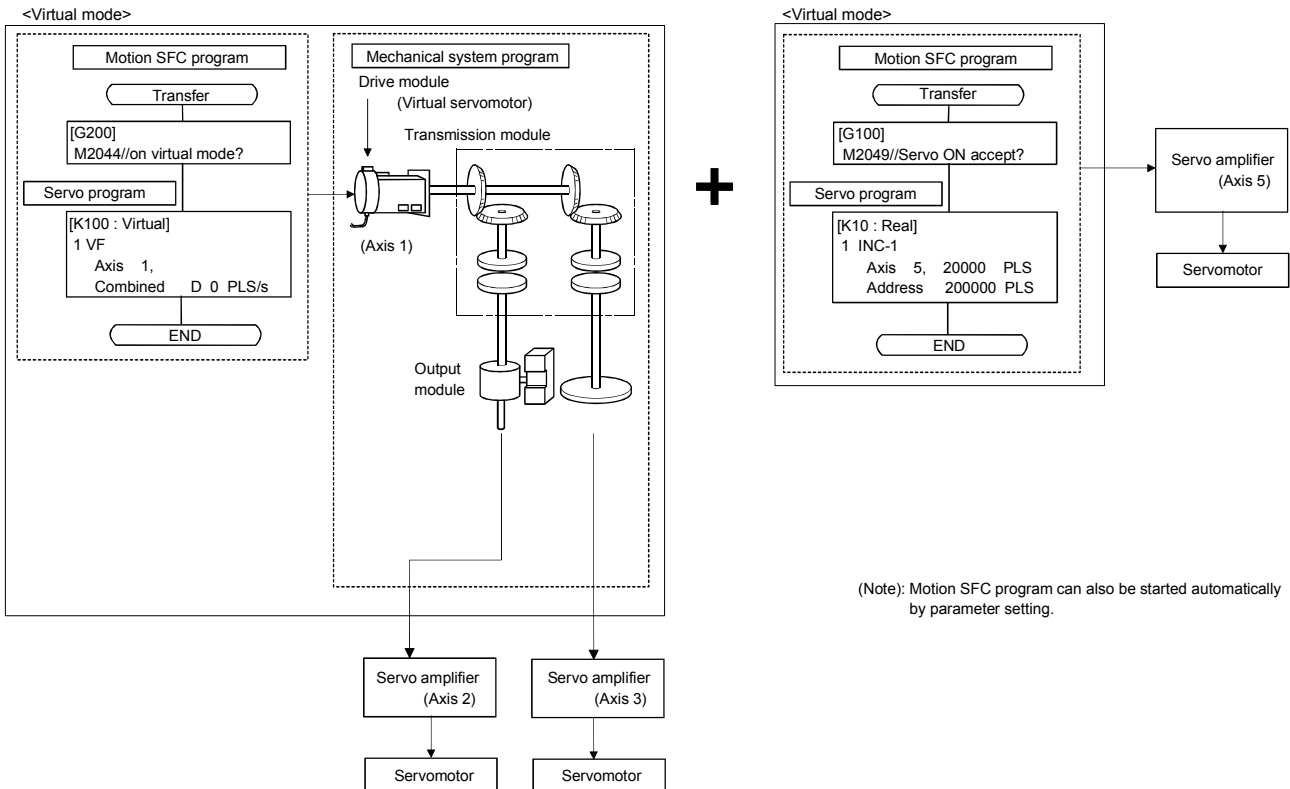 <Virtual mode>
Motion SFC program
Transfer
[G200]
M2044//on virtual mode?
Servo program
[K100 : Virtual]
1 VF
Axis 1,
Combined D 0 PLS/s
END
Mechanical system program
Drive module
(Virtual servomotor)
Transmission module
(Axis 1)
Output
module
Servo amplifier
(Axis 2)
Servomotor
Servo amplifier
(Axis 3)
Servomotor
+
<Virtual mode>
Motion SFC program
Transfer
[G100]
M2049//Servo ON accept?
Servo program
[K10 : Real]
1 INC-1
Axis 5, 20000 PLS
Address 200000 PLS
END
Servo amplifier
(Axis 5)
Servomotor
(Note): Motion SFC program can also be started automatically
by parameter setting.